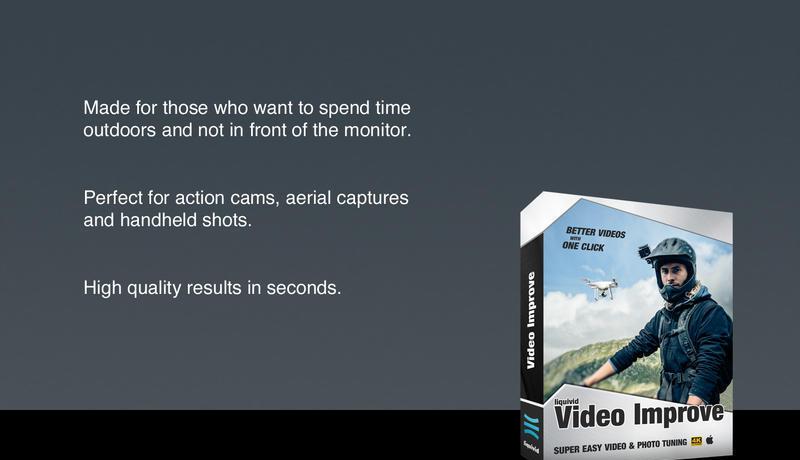 Made for those who want to spend time
outdoors and not in front of the monitor.
Perfect for action cams, aerial captures
and handheld shots.
High quality results in seconds.
BETTER VIDEOS
WITH
ONE CLICK
Video Improve
liquivid
liquivid
Video Improve
SUPER EASY VIDEO & PHOTO TUNING 4K